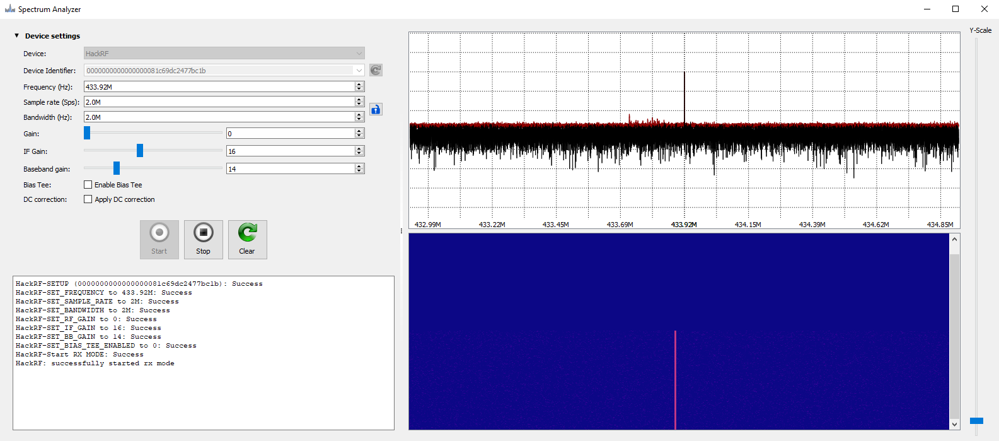 Spectrum Analyzer
Device settings
Device: HackRF
Device Identifier: 000000000000000081c69dc2477bc1b
Frequency (Hz): 433.92M
Sample rate (Sps): 2.0M
Bandwidth (Hz): 2.0M
Gain: 0
IF Gain: 16
Baseband gain: 14
Bias Tee: Enable Bias Tee
DC correction: Apply DC correction
Start Stop Clear
HackRF-SETUP (0000000000000000081c69dc2477bc1b): Success
HackRF-SET_FREQUENCY to 433.92M: Success
HackRF-SET_SAMPLE_RATE to 2M: Success
HackRF-SET_BANDWIDTH to 2M: Success
HackRF-SET_RF_GAIN to 0: Success
HackRF-SET_IF_GAIN to 16: Success
HackRF-SET_BB_GAIN to 14: Success
HackRF-SET_BIAS_TEE_ENABLED to 0: Success
HackRF-Start RX MODE: Success
HackRF: successfully started rx mode
432.99M 433.22M 433.45M 433.69M 433.92M 434.15M 434.39M 434.62M 434.85M
Y-Scale